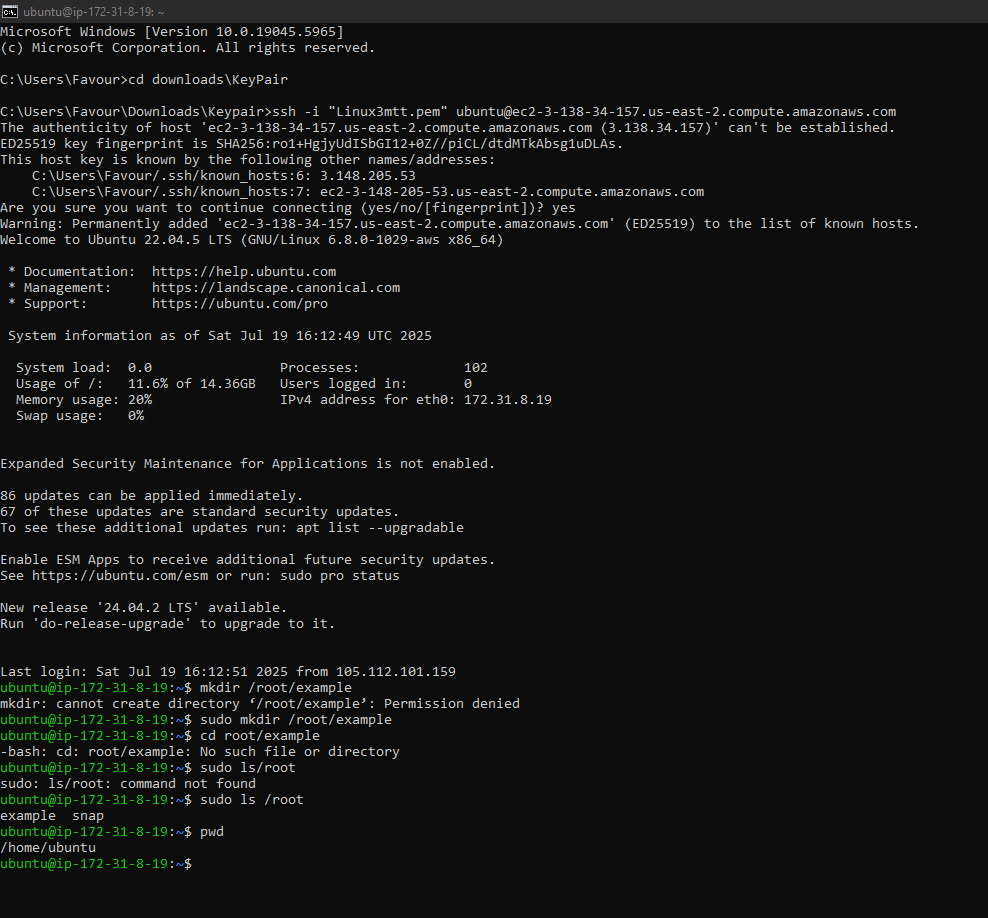 ubuntu@ip-172-31-8-19: ~
Microsoft Windows [Version 10.0.19045.5965]
(c) Microsoft Corporation. All rights reserved.
C:\Users\Favour>cd downloads\KeyPair
C:\Users\Favour\Downloads\Keypair>ssh -i "Linux3mtt.pem" ubuntu@ec2-3-138-34-157.us-east-2.compute.amazonaws.com
The authenticity of host 'ec2-3-138-34-157.us-east-2.compute.amazonaws.com (3.138.34.157)' can't be established.
ED25519 key fingerprint is SHA256:ro1+HgjyUdISbGI12+0Z//piCL/dtdMTkAbsg1uDLAs.
This host key is known by the following other names/addresses:
    C:\Users\Favour/.ssh/known_hosts:6: 3.148.205.53
    C:\Users\Favour/.ssh/known_hosts:7: ec2-3-148-205-53.us-east-2.compute.amazonaws.com
Are you sure you want to continue connecting (yes/no/[fingerprint])? yes
Warning: Permanently added 'ec2-3-138-34-157.us-east-2.compute.amazonaws.com' (ED25519) to the list of known hosts.
Welcome to Ubuntu 22.04.5 LTS (GNU/Linux 6.8.0-1029-aws x86_64)
 * Documentation:  https://help.ubuntu.com
 * Management:     https://landscape.canonical.com
 * Support:        https://ubuntu.com/pro
 System information as of Sat Jul 19 16:12:49 UTC 2025
  System load:  0.0                Processes:             102
  Usage of /:   11.6% of 14.36GB   Users logged in:       0
  Memory usage: 20%                IPv4 address for eth0: 172.31.8.19
  Swap usage:   0%
Expanded Security Maintenance for Applications is not enabled.
86 updates can be applied immediately.
67 of these updates are standard security updates.
To see these additional updates run: apt list --upgradable
Enable ESM Apps to receive additional future security updates.
See https://ubuntu.com/esm or run: sudo pro status
New release '24.04.2 LTS' available.
Run 'do-release-upgrade' to upgrade to it.
Last login: Sat Jul 19 16:12:51 2025 from 105.112.101.159
ubuntu@ip-172-31-8-19:~$ mkdir /root/example
mkdir: cannot create directory ‘/root/example’: Permission denied
ubuntu@ip-172-31-8-19:~$ sudo mkdir /root/example
ubuntu@ip-172-31-8-19:~$ cd root/example
-bash: cd: root/example: No such file or directory
ubuntu@ip-172-31-8-19:~$ sudo ls/root
sudo: ls/root: command not found
ubuntu@ip-172-31-8-19:~$ sudo ls /root
example  snap
ubuntu@ip-172-31-8-19:~$ pwd
/home/ubuntu
ubuntu@ip-172-31-8-19:~$